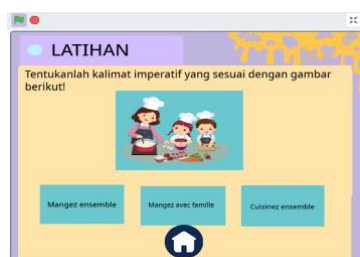 LATIHAN
Tentukanlah kalimat imperatif yang sesuai dengan gambar
berikut!
Mangez ensemble
Mangez avec famille
Cuisinez ensemble